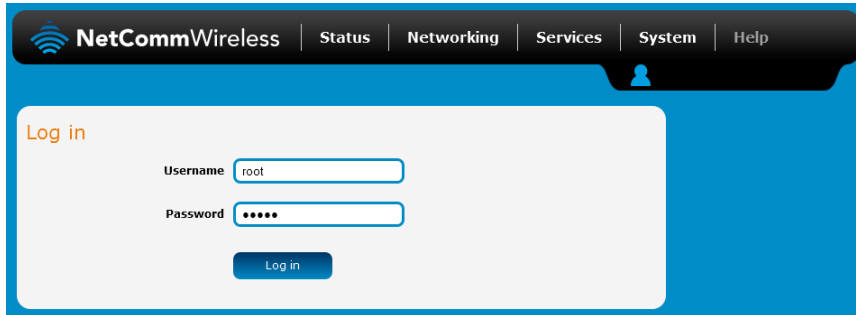 NetCommWireless Status Networking Services System Help
Log in
Username root
Password •••••
Log in